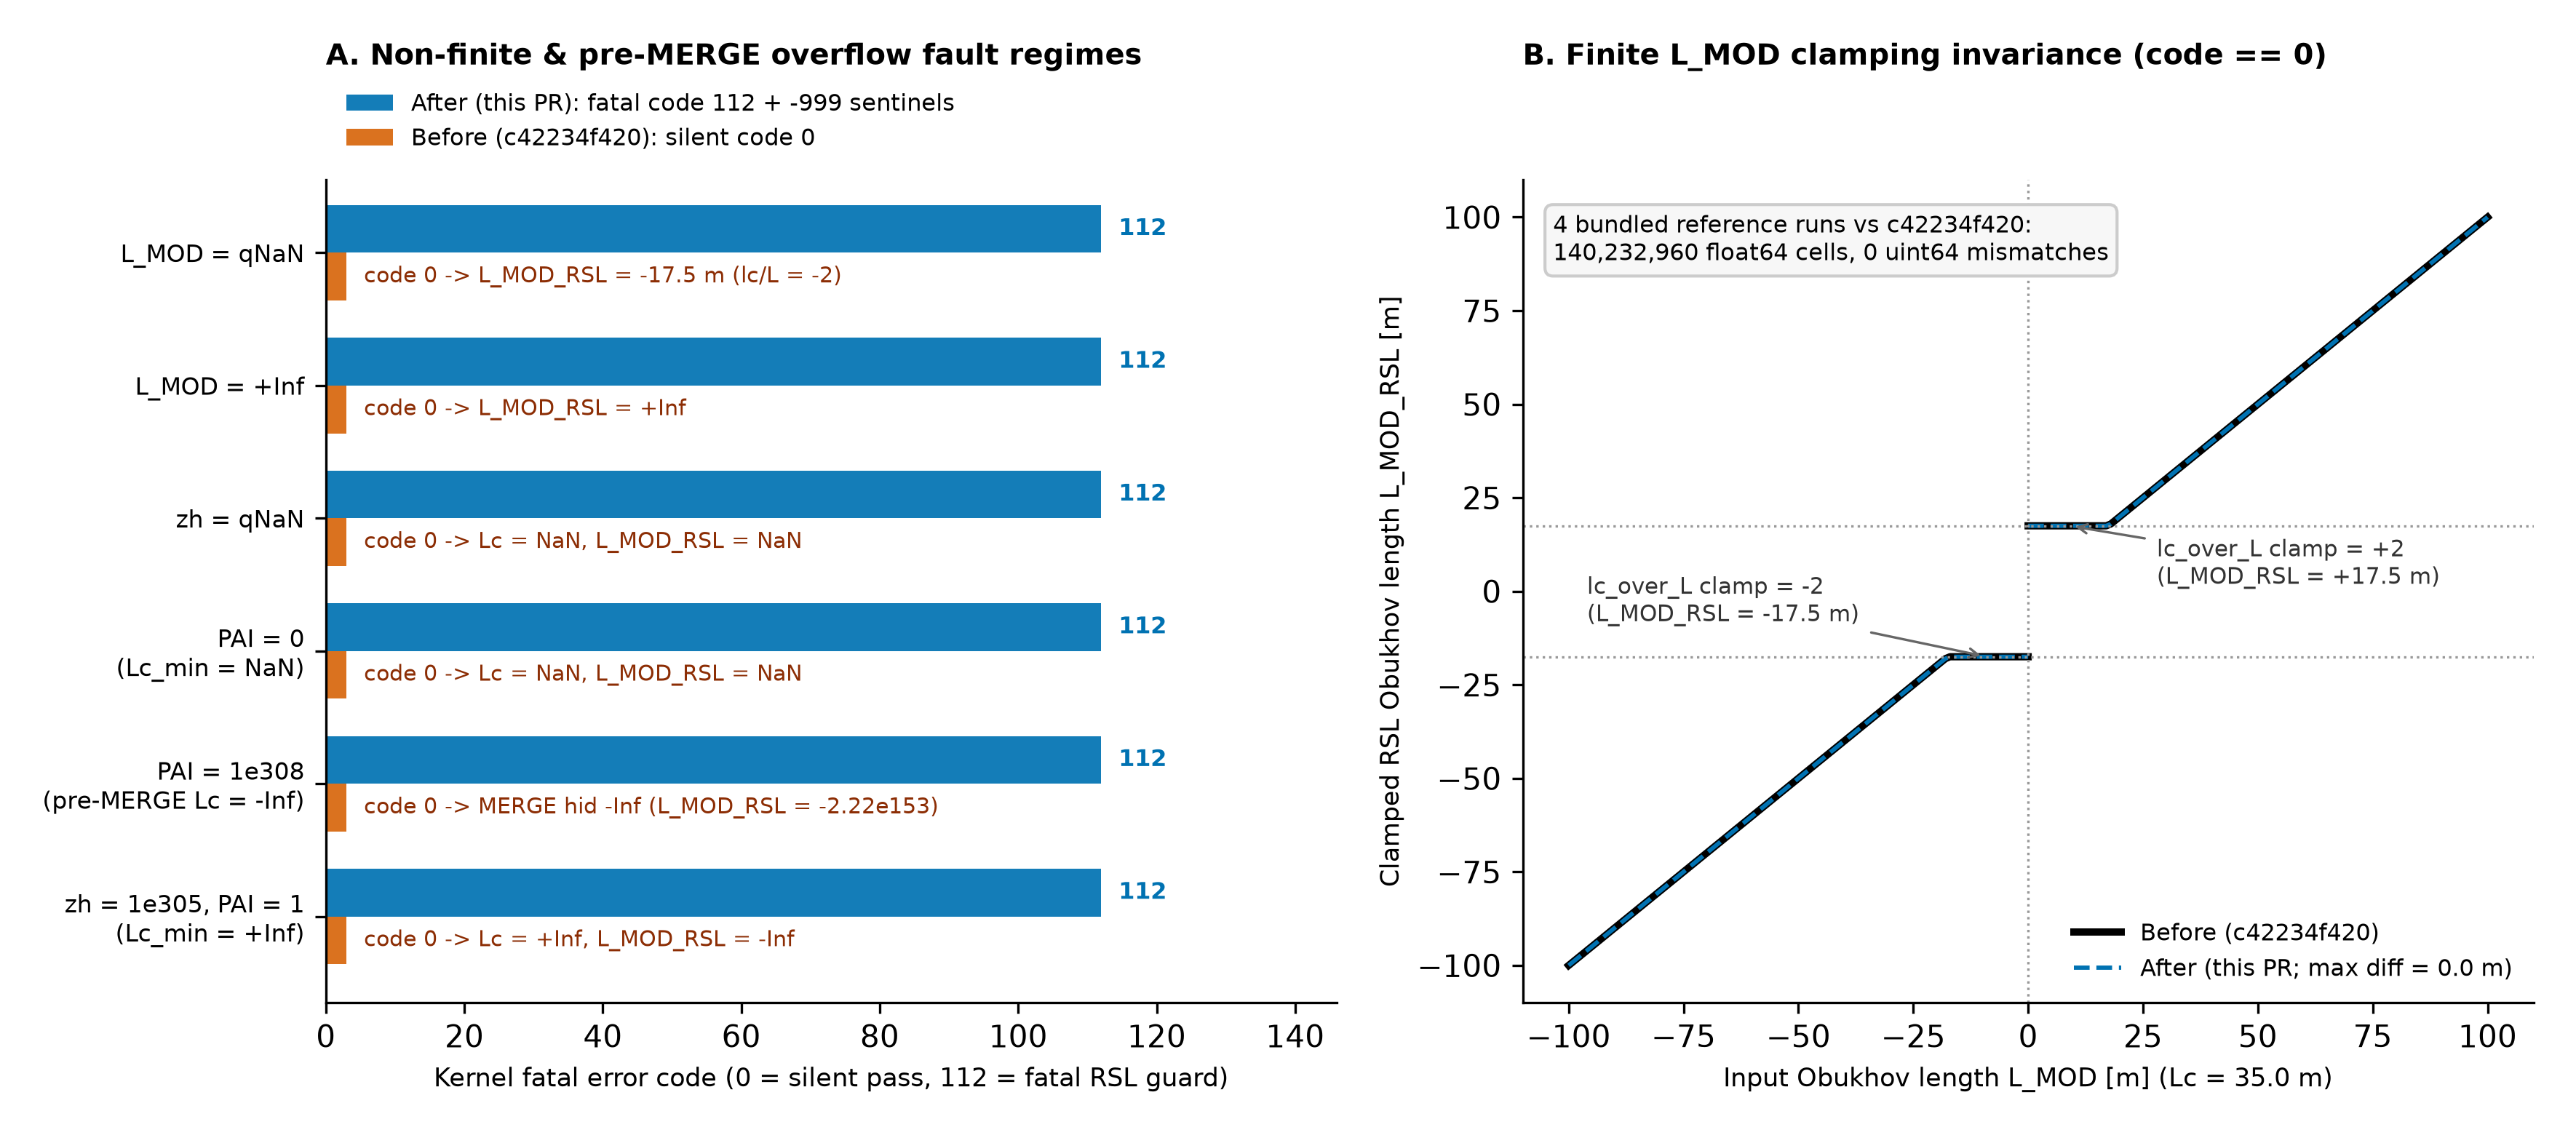 A. Non-finite & pre-MERGE overflow fault regimes
After (this PR): fatal code 112 + -999 sentinels
Before (c42234f420): silent code 0
L_MOD = qNaN
112
code 0 -> L_MOD_RSL = -17.5 m (lc/L = -2)
L_MOD = +Inf
112
code 0 -> L_MOD_RSL = +Inf
zh = qNaN
112
code 0 -> Lc = NaN, L_MOD_RSL = NaN
PAI = 0
(Lc_min = NaN)
112
code 0 -> Lc = NaN, L_MOD_RSL = NaN
PAI = 1e308
(pre-MERGE Lc = -Inf)
112
code 0 -> MERGE hid -Inf (L_MOD_RSL = -2.22e153)
zh = 1e305, PAI = 1
(Lc_min = +Inf)
112
code 0 -> Lc = +Inf, L_MOD_RSL = -Inf
0 20 40 60 80 100 120 140
Kernel fatal error code (0 = silent pass, 112 = fatal RSL guard)
B. Finite L_MOD clamping invariance (code == 0)
Clamped RSL Obukhov length L_MOD_RSL [m]
100
75
50
25
0
−25
−50
−75
−100
4 bundled reference runs vs c42234f420:
140,232,960 float64 cells, 0 uint64 mismatches
lc_over_L clamp = +2
(L_MOD_RSL = +17.5 m)
lc_over_L clamp = -2
(L_MOD_RSL = -17.5 m)
Before (c42234f420)
After (this PR; max diff = 0.0 m)
−100 −75 −50 −25 0 25 50 75 100
Input Obukhov length L_MOD [m] (Lc = 35.0 m)